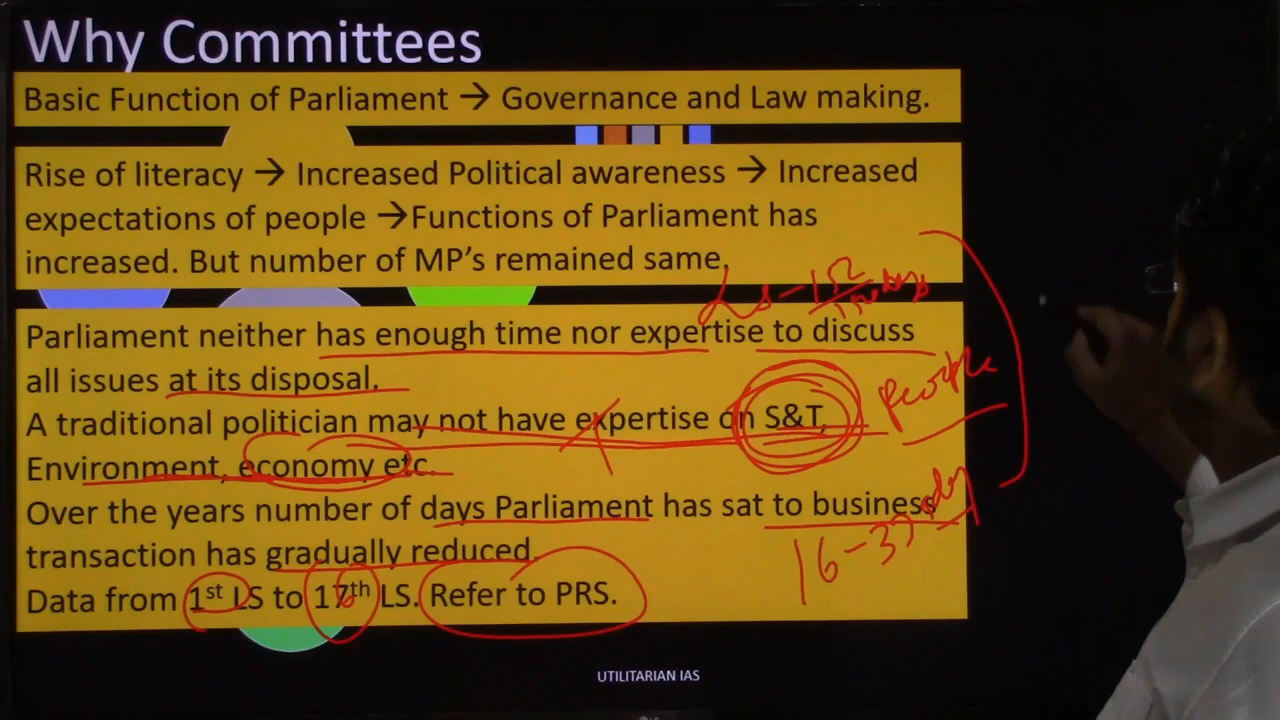 Why Committees
Basic Function of Parliament → Governance and Law making.
Rise of literacy → Increased Political awareness → Increased
expectations of people →Functions of Parliament has
increased. But number of MP's remained same.
Ls - 152
Parliament neither has enough time nor expertise to discuss
all issues at its disposal.
people
A traditional politician may not have expertise on S&T,
Environment, economy etc.
Over the years number of days Parliament has sat to business
transaction has gradually reduced.
16-37
Data from 1st LS to 17th LS. Refer to PRS.
UTILITARIAN IAS